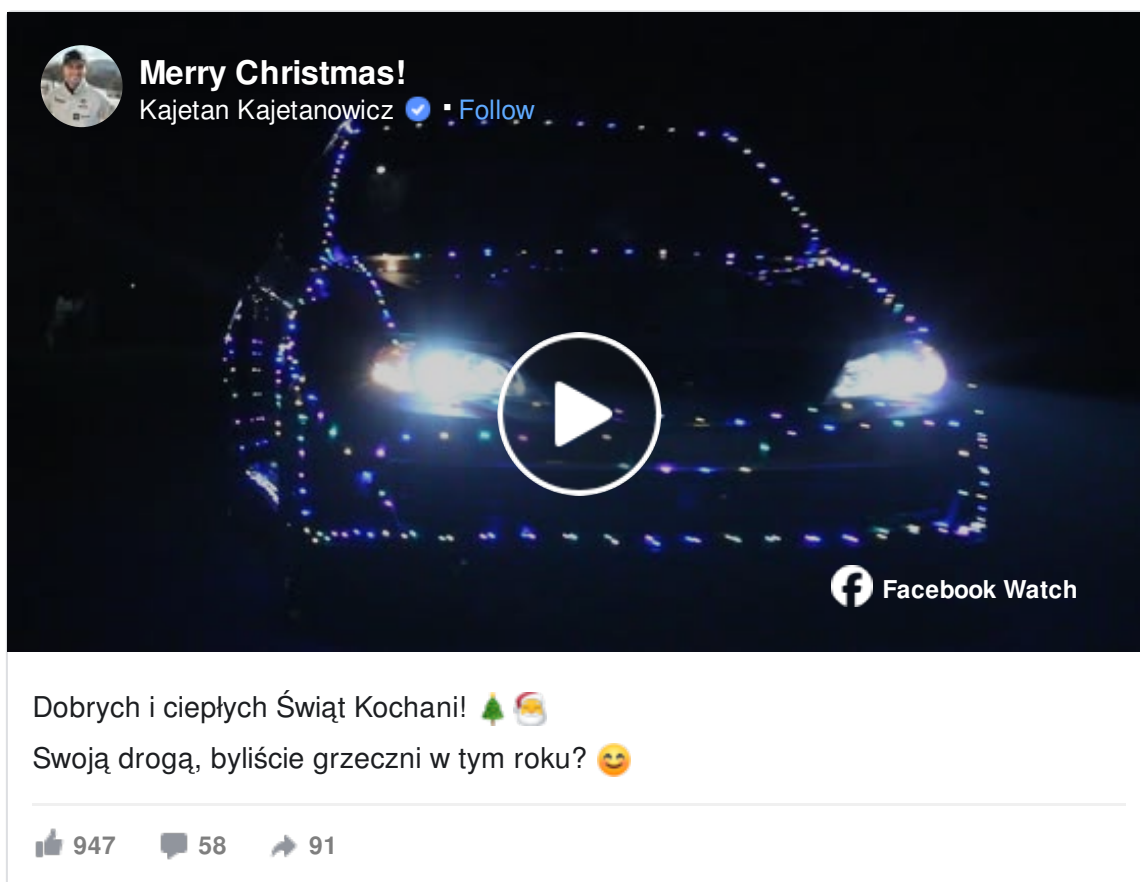 Merry Christmas!
Kajetan Kajetanowicz · Follow
Facebook Watch
Dobrych i ciepłych Świąt Kochani! 🎄🎅
Swoją drogą, byliście grzeczni w tym roku? 😊
947 58 91